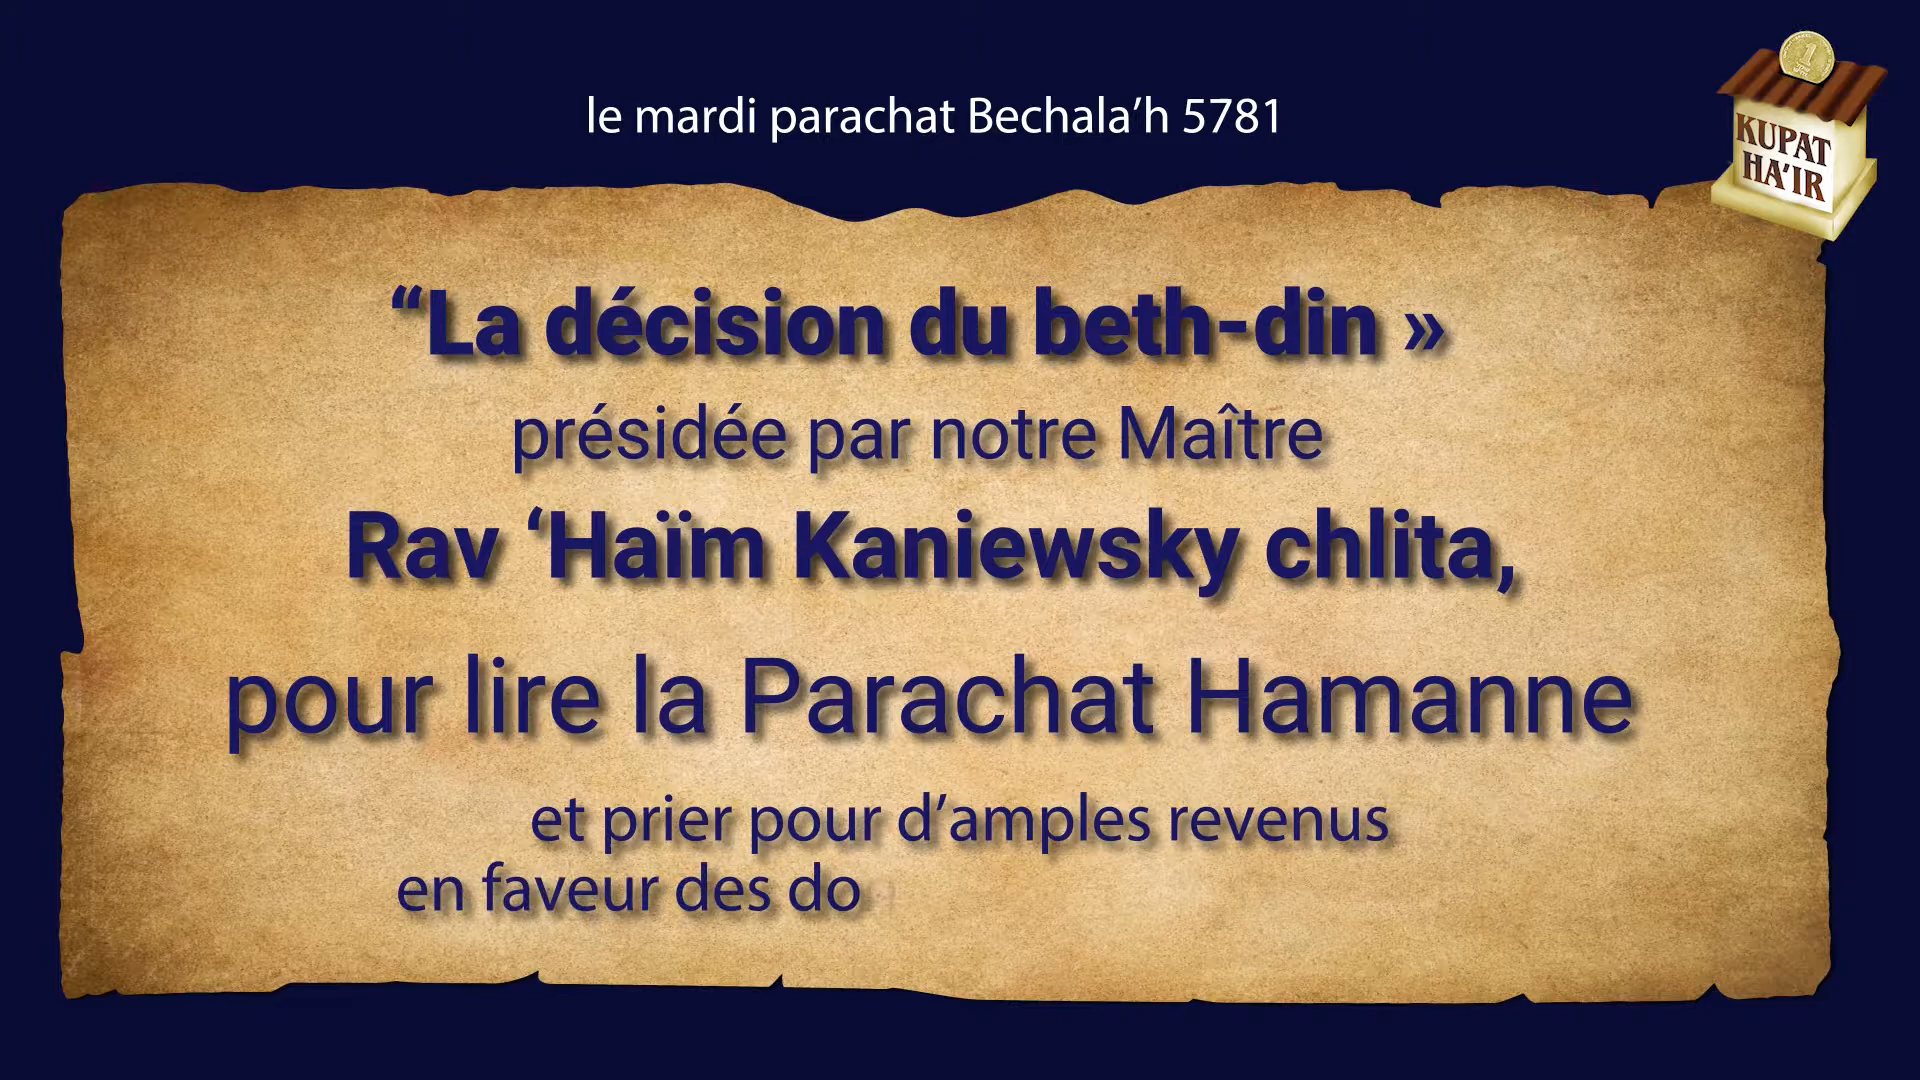 le mardi parachat Bechala’h 5781
KUPAT
HA’IR
“La décision du beth-din »
présidée par notre Maître
Rav ‘Haïm Kaniewsky chlita,
pour lire la Parachat Hamanne
et prier pour d’amples revenus
en faveur des do